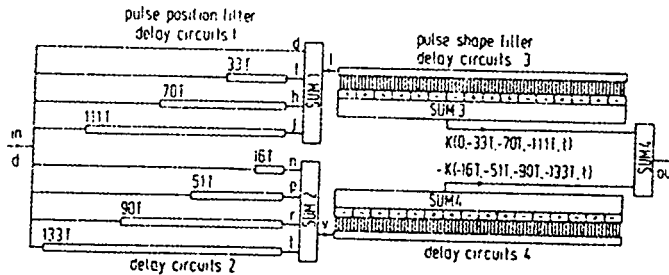 pulse position filter
delay circuits 1
pulse shape filter
delay circuits 3
d
33T f
70T h
111T j
SUM 1
l
SUM 3
in
d
K(0,-33T,-70T,-111T,t)
-K(-16T,-51T,-90T,-133T,t)
SUM4
16T n
51T p
90T r
133T t
SUM 2
v
SUM4
delay circuits 2
delay circuits 4